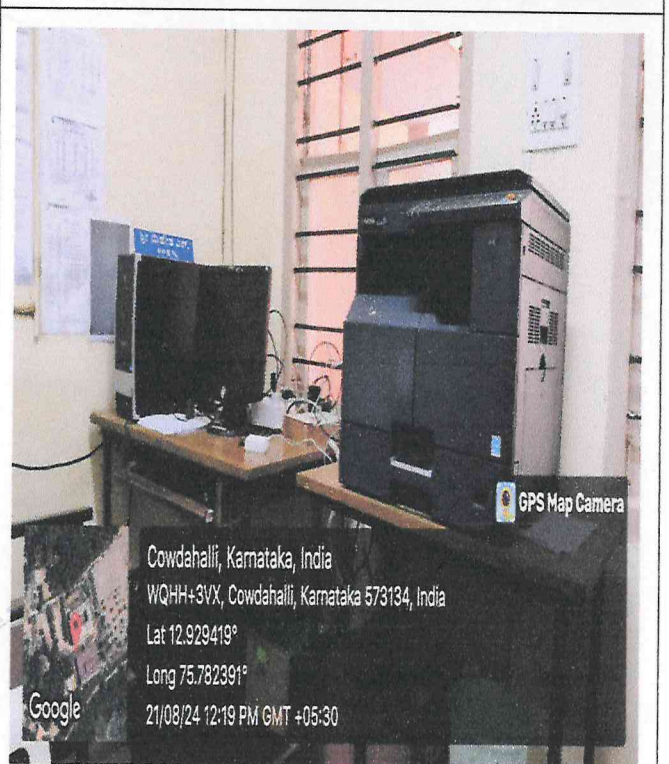 GPS Map Camera
Cowdahalli, Karnataka, India
WQHH+3VX, Cowdahalli, Karnataka 573134, India
Lat 12.929419°
Long 75.782391°
21/08/24 12:19 PM GMT +05:30
Google